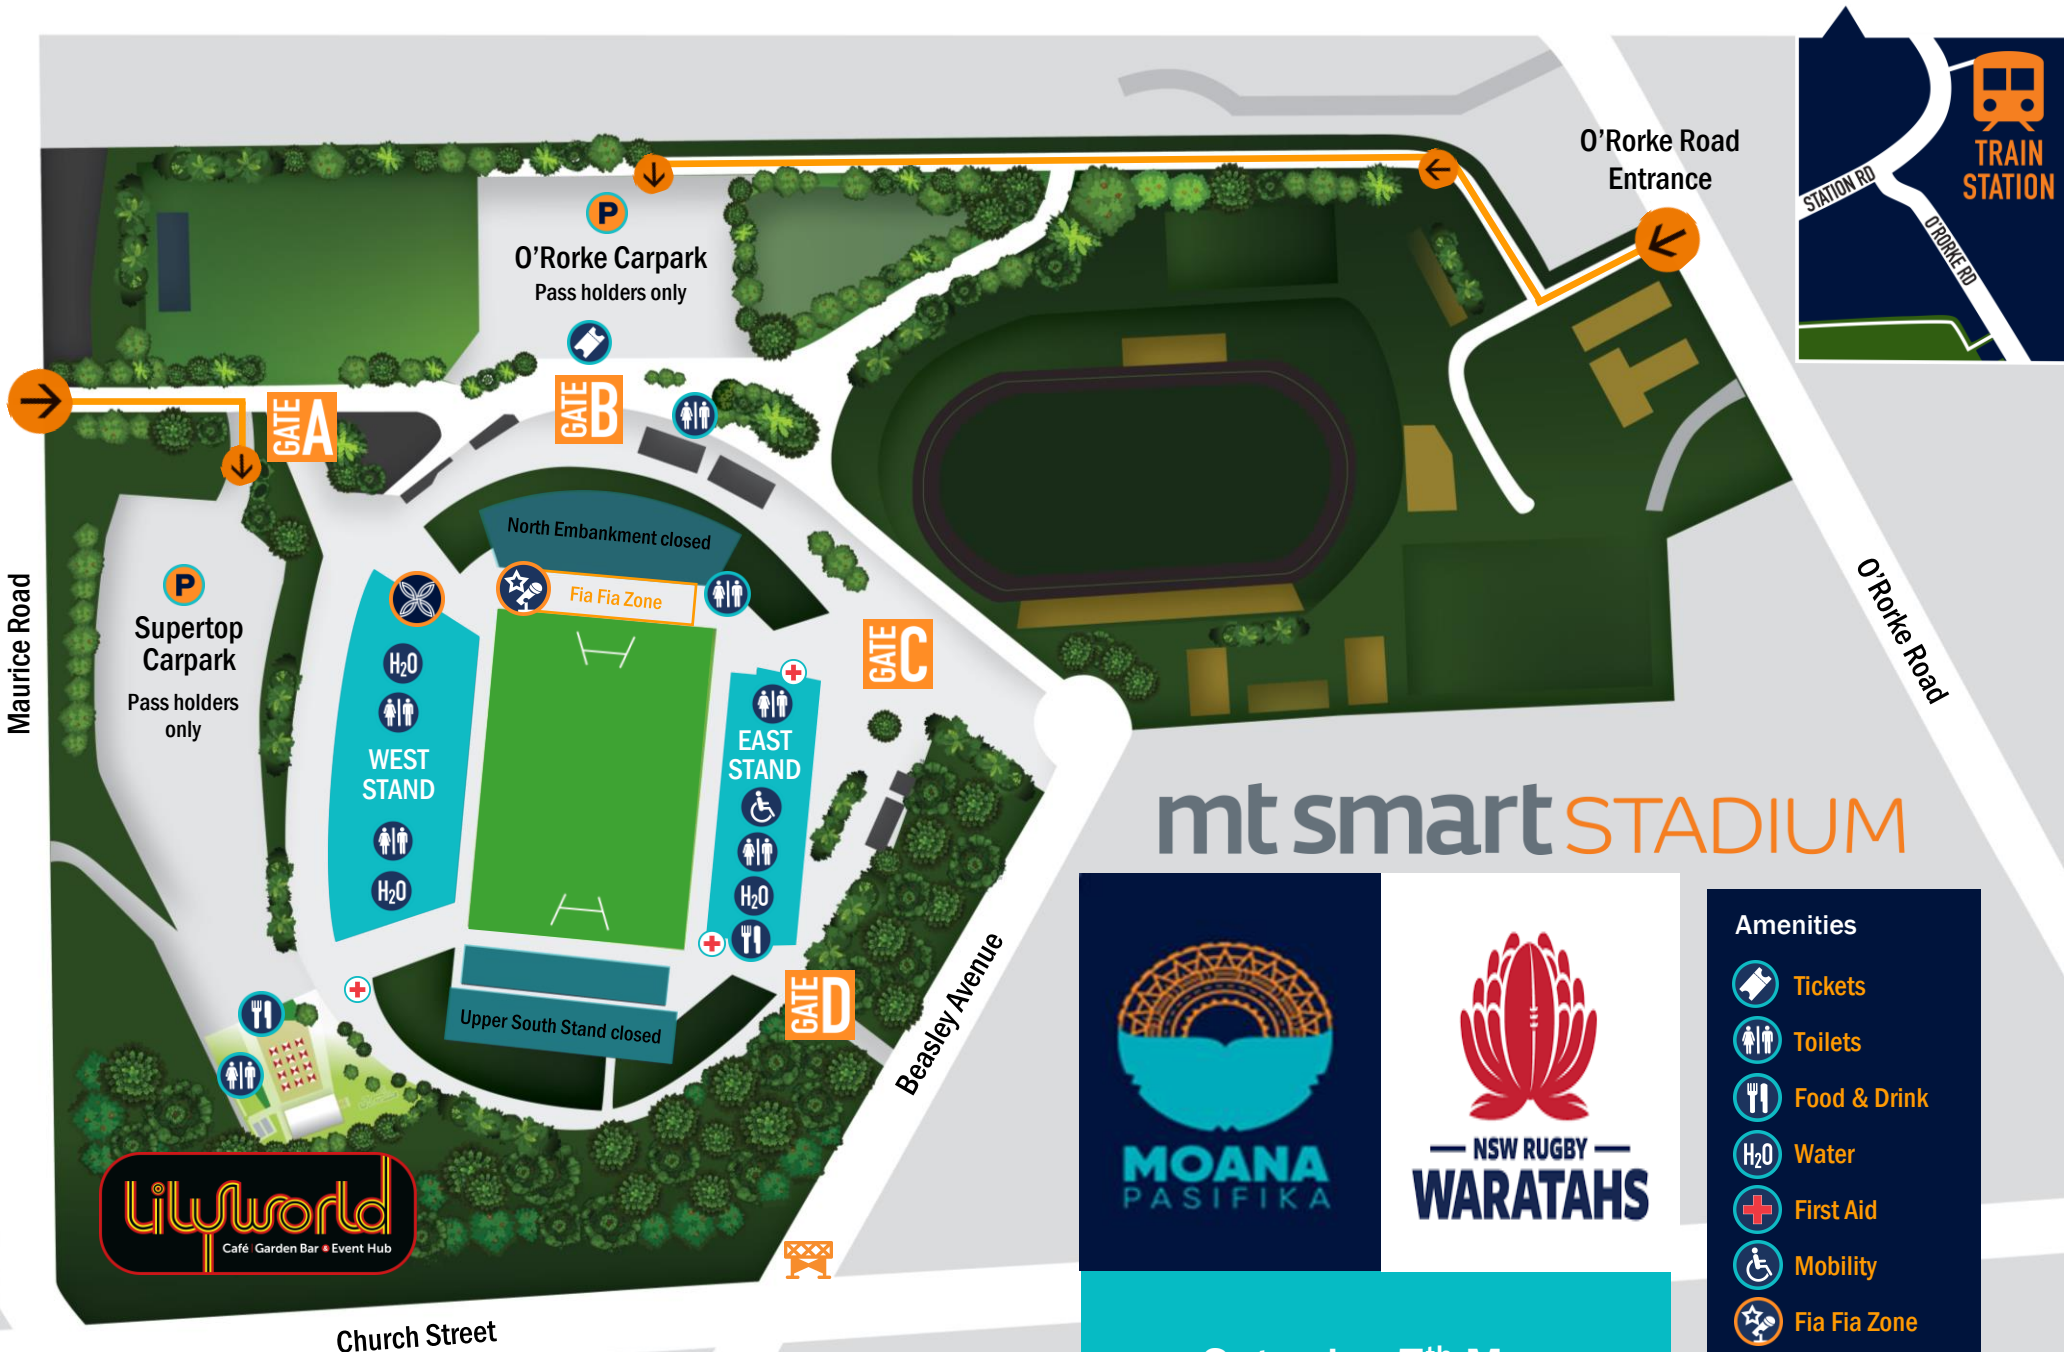 O'Rorke Road
Entrance
TRAIN
STATION
STATION RD
O'RORKE RD
P
O'Rorke Carpark
Pass holders only
GATE A
GATE B
North Embankment closed
Fia Fia Zone
P
Supertop
Carpark
Pass holders
only
Maurice Road
H₂O
WEST
STAND
H₂O
GATE C
EAST
STAND
H₂O
O'Rorke Road
mt smart STADIUM
Upper South Stand closed
GATE D
Beasley Avenue
Lilyworld
Café Garden Bar & Event Hub
Church Street
MOANA
PASIFIKA
NSW RUGBY
WARATAHS
Amenities
Tickets
Toilets
Food & Drink
H₂O Water
First Aid
Mobility
Fia Fia Zone